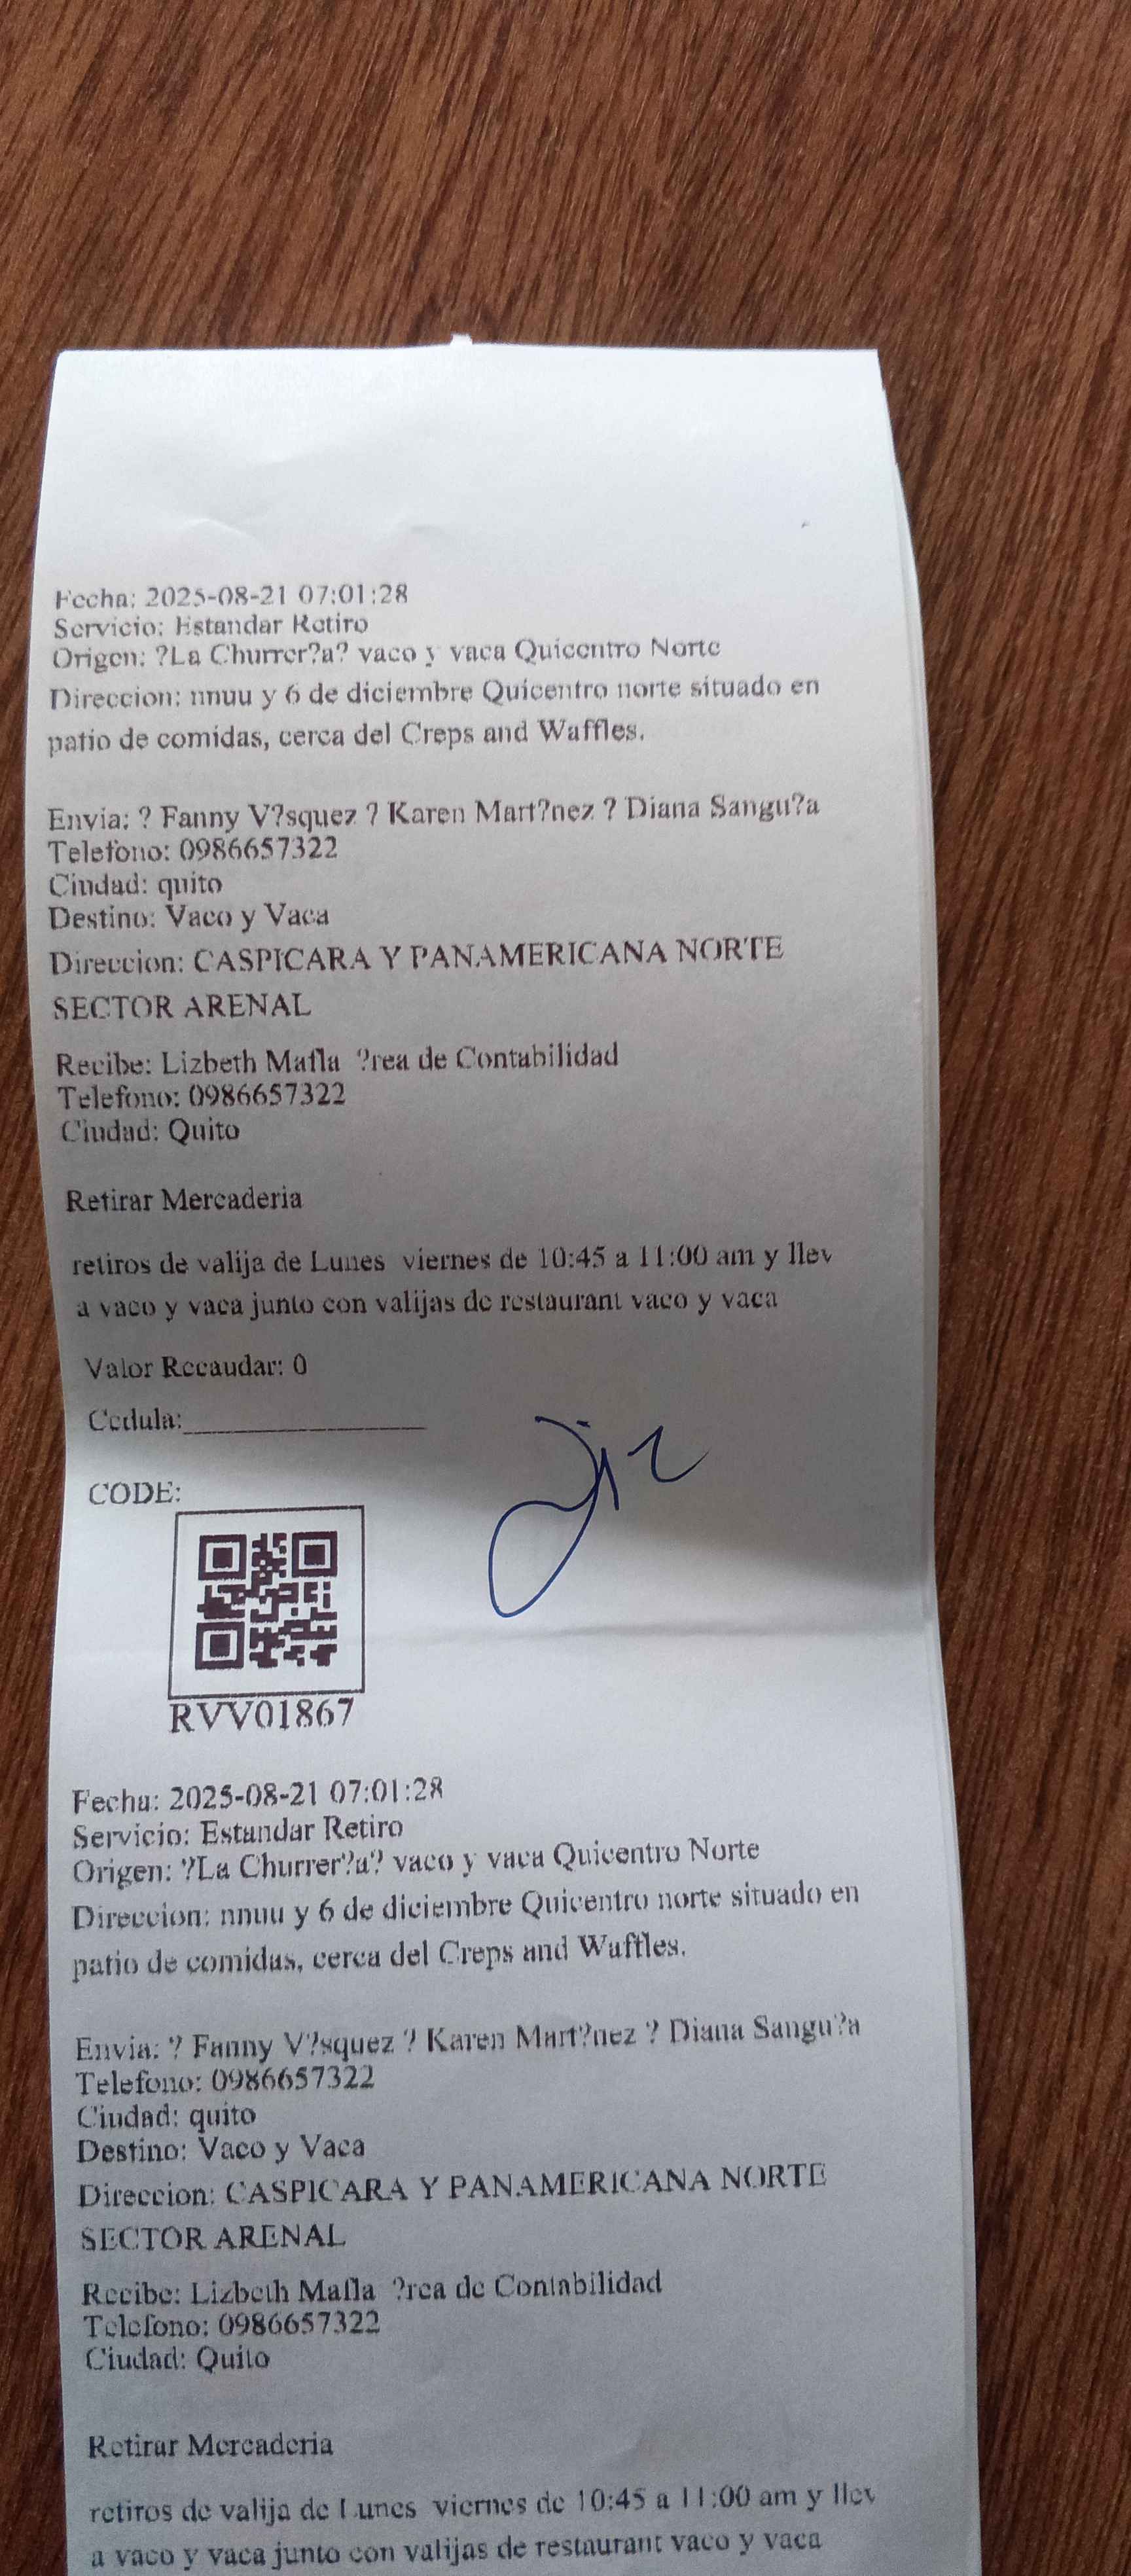 Fecha: 2025-08-21 07:01:28
Servicio: Estandar Retiro
Origen: ?La Churrer?a? vaco y vaca Quicentro Norte
Direccion: nnuu y 6 de diciembre Quicentro norte situado en
patio de comidas, cerca del Creps and Waffles.
Envia: ? Fanny V?squez ? Karen Mart?nez ? Diana Sangu?a
Telefono: 0986657322
Ciudad: quito
Destino: Vaco y Vaca
Direccion: CASPICARA Y PANAMERICANA NORTE
SECTOR ARENAL
Recibe: Lizbeth Mafla ?rea de Contabilidad
Telefono: 0986657322
Ciudad: Quito
Retirar Mercaderia
retiros de valija de Lunes viernes de 10:45 a 11:00 am y llev
a vaco y vaca junto con valijas de restaurant vaco y vaca
Valor Recaudar: 0
Cedula:_______________
CODE:
RVV01867
Fecha: 2025-08-21 07:01:28
Servicio: Estandar Retiro
Origen: ?La Churrer?a? vaco y vaca Quicentro Norte
Direccion: nnuu y 6 de diciembre Quicentro norte situado en
patio de comidas, cerca del Creps and Waffles.
Envia: ? Fanny V?squez ? Karen Mart?nez ? Diana Sangu?a
Telefono: 0986657322
Ciudad: quito
Destino: Vaco y Vaca
Direccion: CASPICARA Y PANAMERICANA NORTE
SECTOR ARENAL
Recibe: Lizbeth Mafla ?rea de Contabilidad
Telefono: 0986657322
Ciudad: Quito
Retirar Mercaderia
retiros de valija de Lunes viernes de 10:45 a 11:00 am y llev
a vaco y vaca junto con valijas de restaurant vaco y vaca